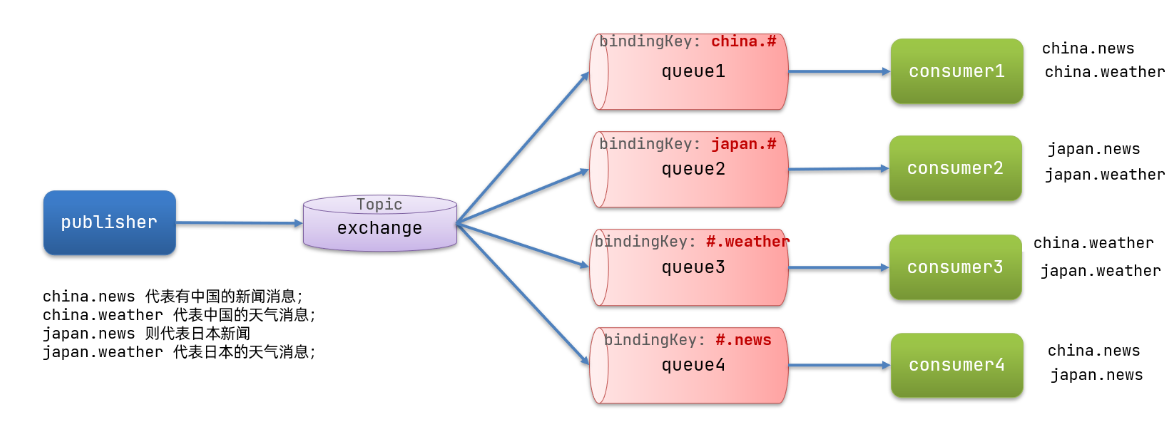 bindingKey: china.#
queue1
consumer1
china.news
china.weather
bindingKey: japan.#
queue2
consumer2
japan.news
japan.weather
publisher
Topic
exchange
bindingKey: #.weather
queue3
consumer3
china.weather
japan.weather
china.news 代表有中国的新闻消息;
china.weather 代表中国的天气消息;
japan.news 则代表日本新闻
japan.weather 代表日本的天气消息;
bindingKey: #.news
queue4
consumer4
china.news
japan.news